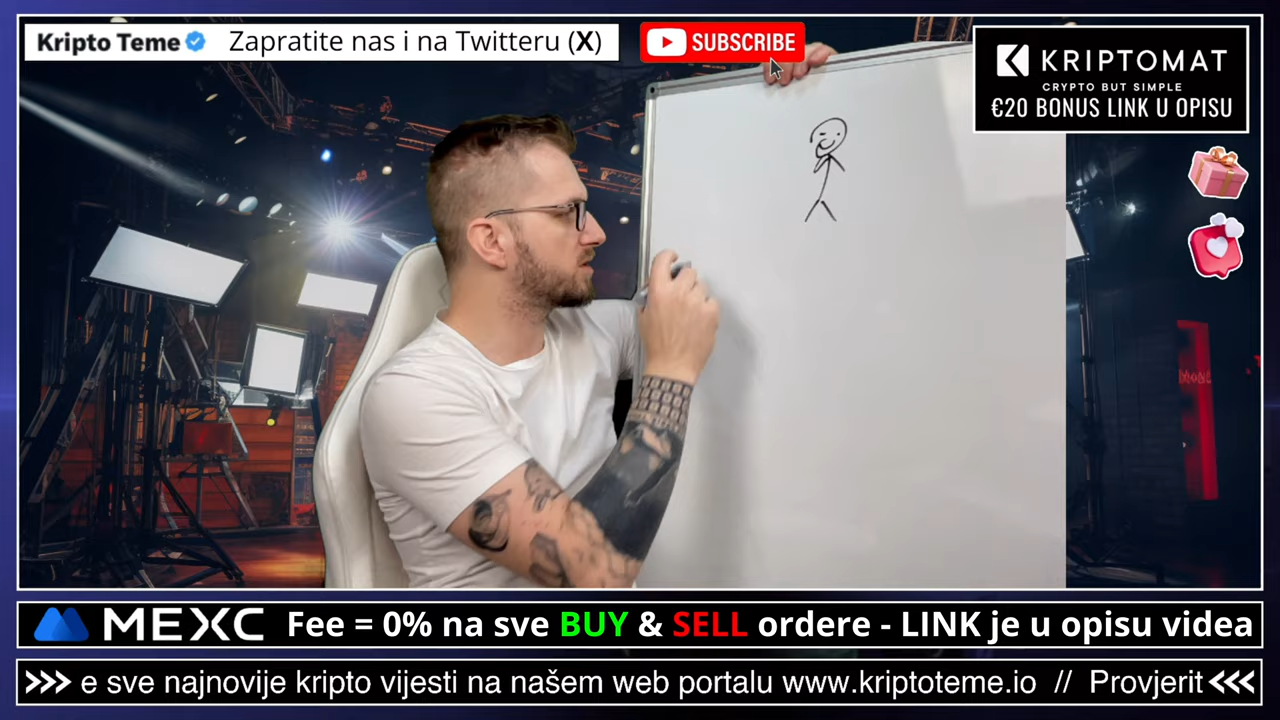 Kripto Teme Zapratite nas i na Twitteru (X)
SUBSCRIBE
KRIPTOMAT
CRYPTO BUT SIMPLE
€20 BONUS LINK U OPISU
MEXC Fee = 0% na sve BUY & SELL ordere - LINK je u opisu videa
>>> e sve najnovije kripto vijesti na našem web portalu www.kriptoteme.io // Provjerit <<<